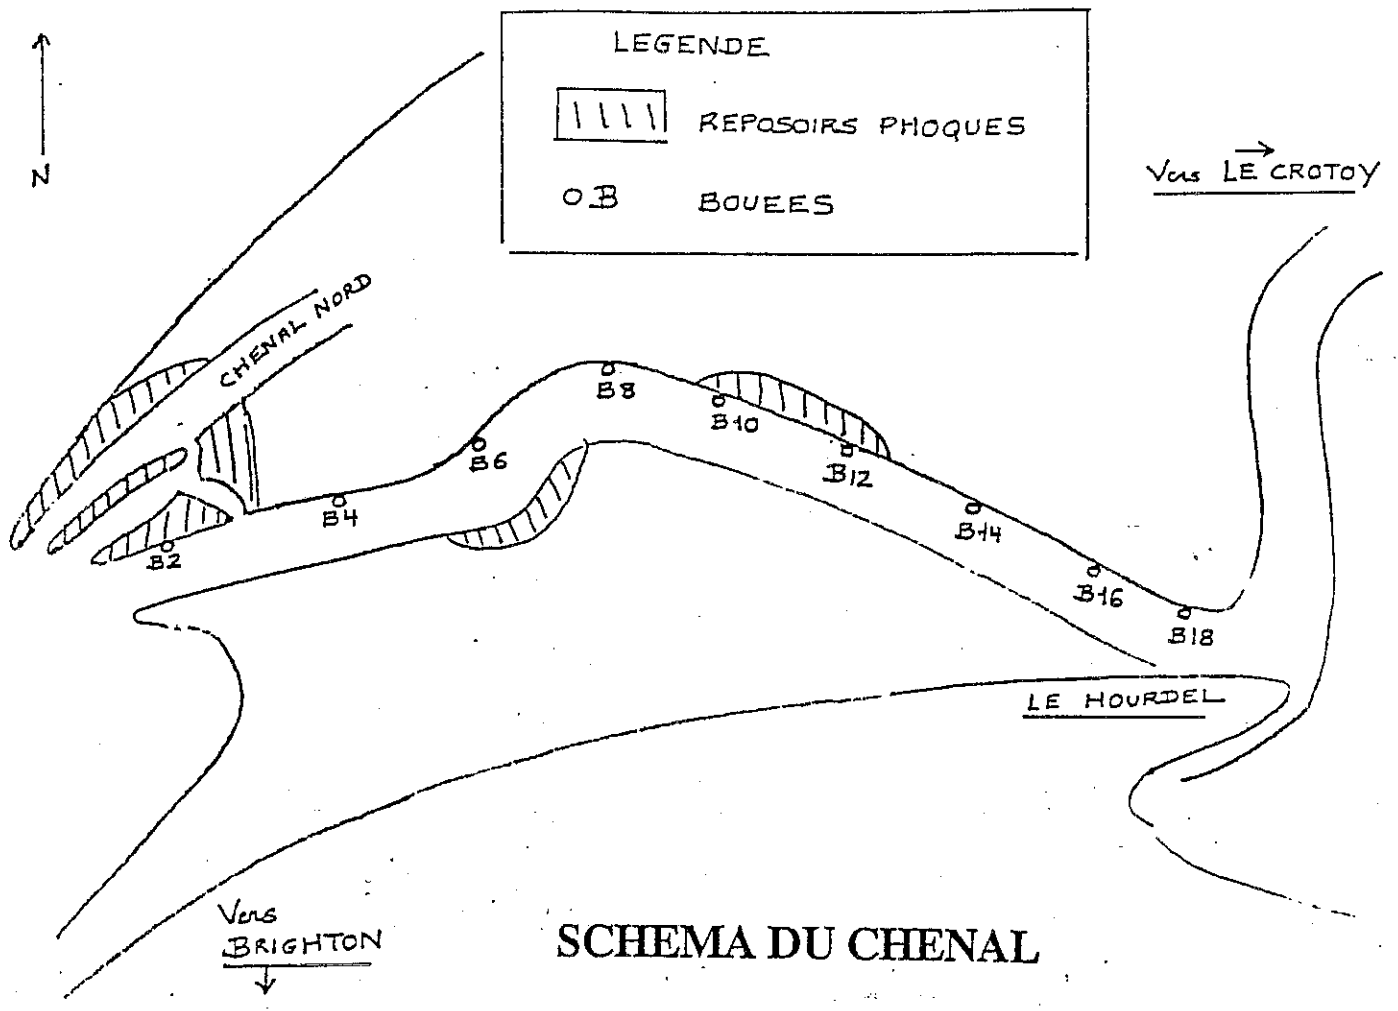 LEGENDE
REPOSOIRS PHOQUES
OB BOUEES
N
Vers LE CROTOY
CHENAL NORD
B8
B10
B6
B12
B4
B14
B2
B16
B18
LE HOURDEL
Vers
BRIGHTON
SCHEMA DU CHENAL